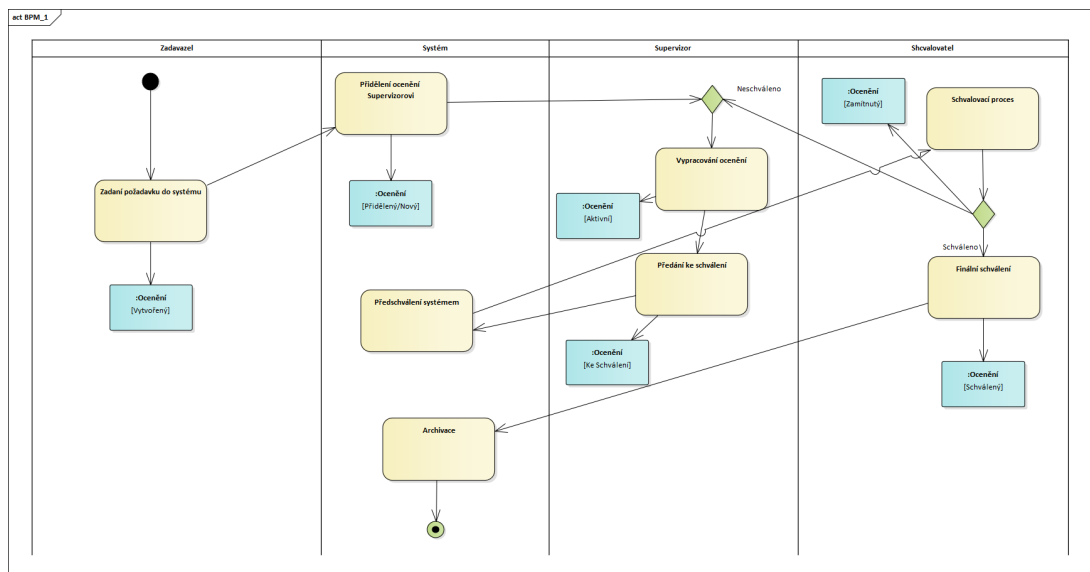 act BPM_1
Zadavazel
Systém
Supervizor
Shcvalovatel
Přidělení ocenění
Supervizorovi
Neschváleno
:Ocenění
[Zamítnutý]
Schvalovací proces
Zadaní požadavku do systému
:Ocenění
[Přidělený/Nový]
Vypracování ocenění
:Ocenění
[Aktivní]
Schváleno
Předání ke schválení
Finální schválení
:Ocenění
[Vytvořený]
Předschválení systémem
:Ocenění
[Ke Schválení]
:Ocenění
[Schválený]
Archivace